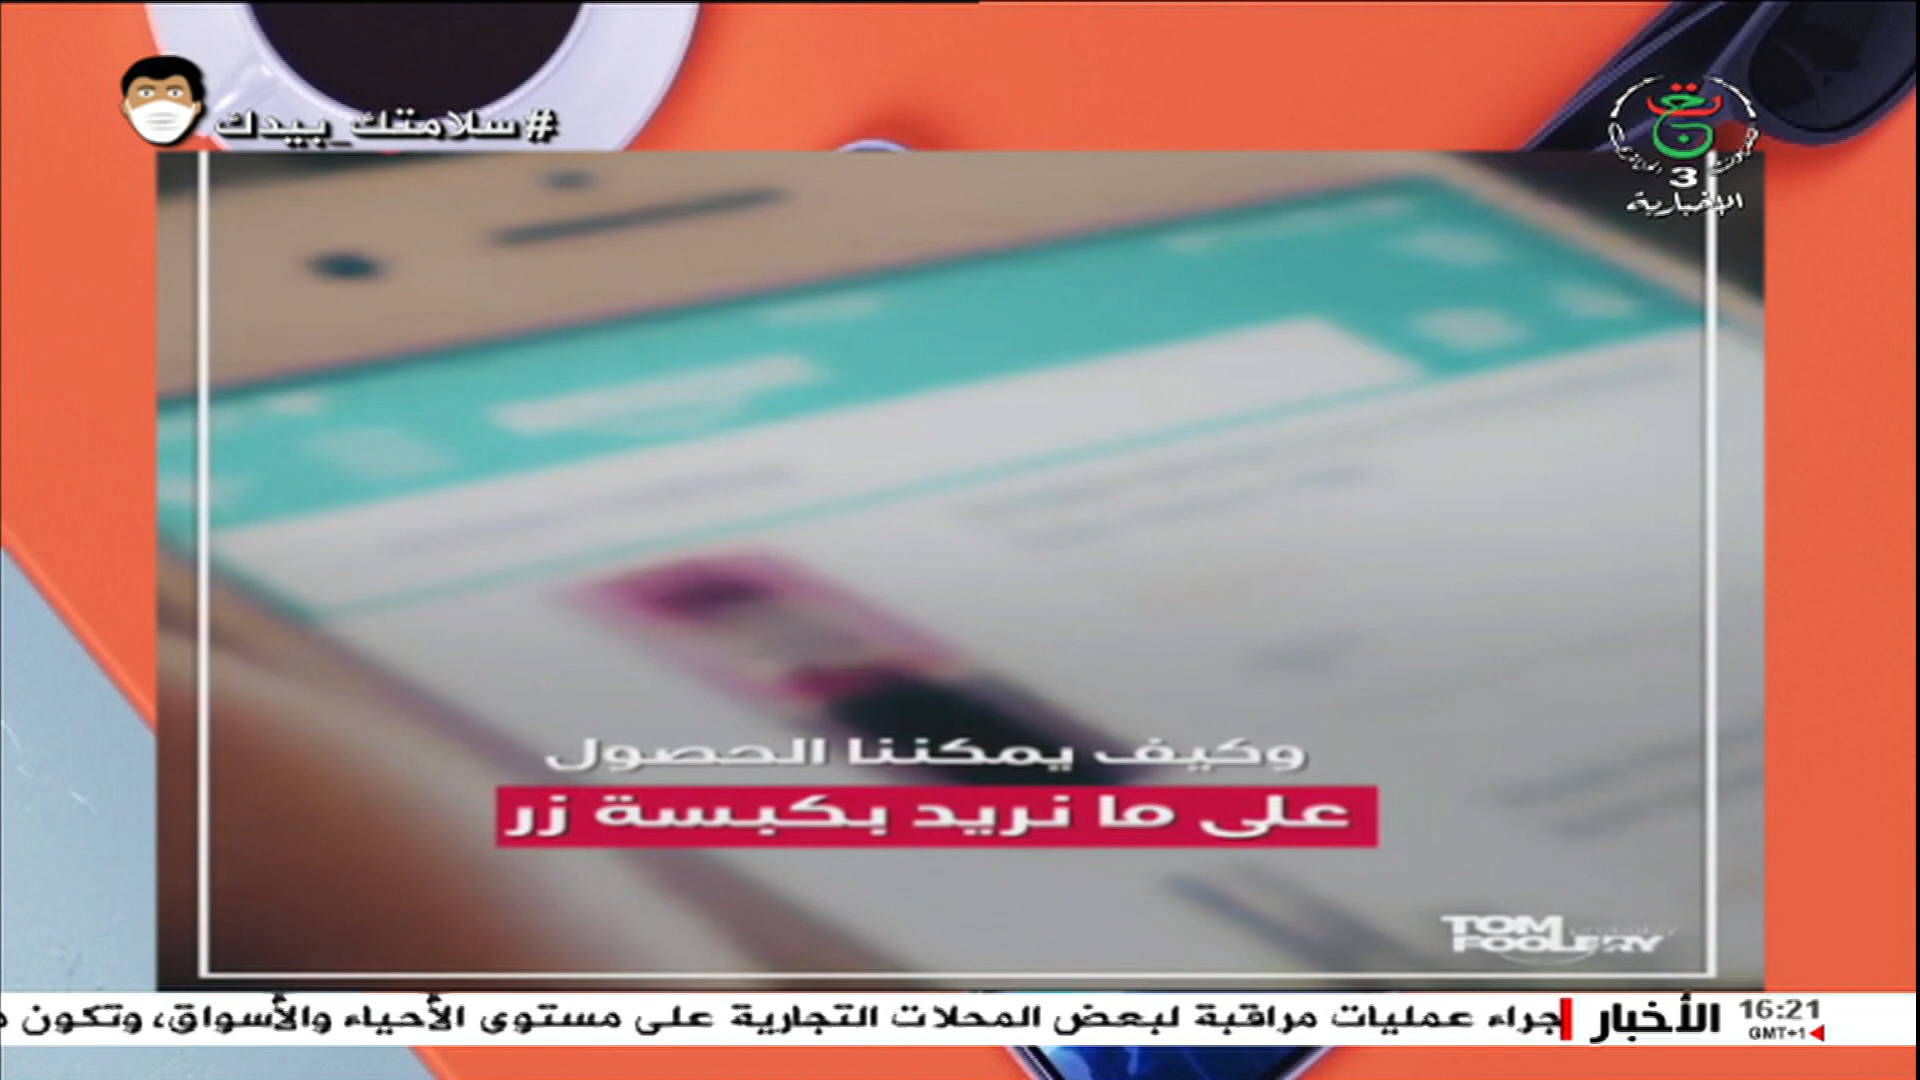 #سلامتك_بيدك
3
الإخبارية
وكيف يمكننا الحصول
على ما نريد بكبسة زر
TOM
FOOLERY
16:21
GMT+1
الأخبار
جراء عمليات مراقبة لبعض المحلات التجارية على مستوى الأحياء والأسواق، وتكون